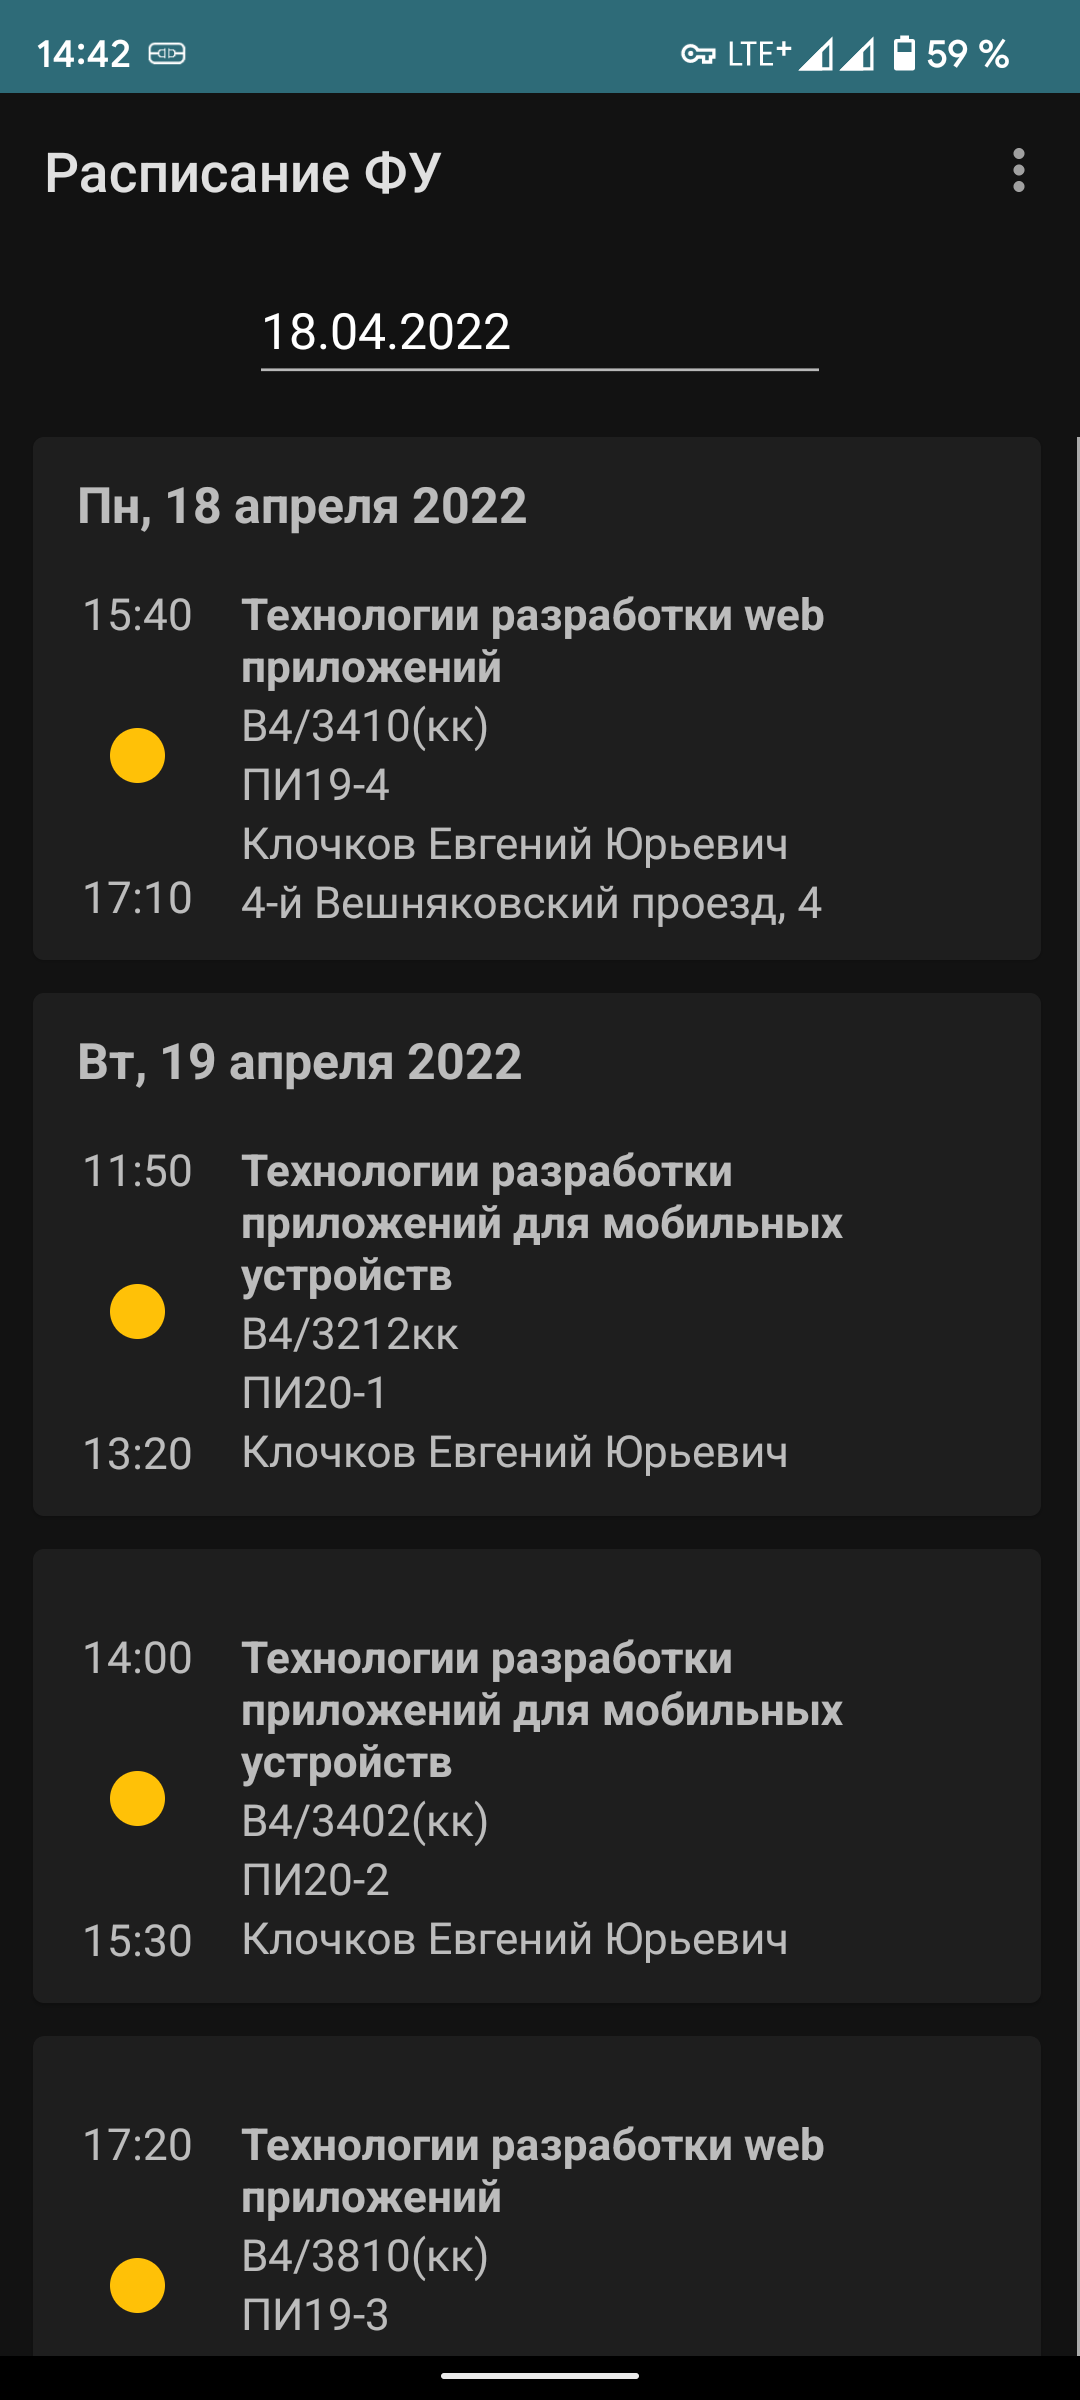 14:42 LTE+ 59 %
Расписание ФУ
18.04.2022
Пн, 18 апреля 2022
15:40
Технологии разработки web
приложений
В4/3410(кк)
ПИ19-4
Клочков Евгений Юрьевич
17:10
4-й Вешняковский проезд, 4
Вт, 19 апреля 2022
11:50
Технологии разработки
приложений для мобильных
устройств
В4/3212кк
ПИ20-1
13:20
Клочков Евгений Юрьевич
14:00
Технологии разработки
приложений для мобильных
устройств
В4/3402(кк)
ПИ20-2
15:30
Клочков Евгений Юрьевич
17:20
Технологии разработки web
приложений
В4/3810(кк)
ПИ19-3